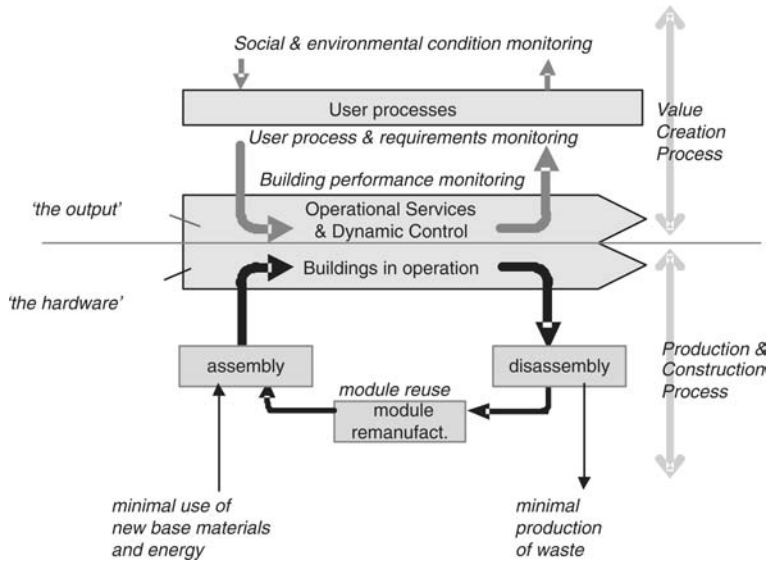 Social & environmental condition monitoring
User processes
User process & requirements monitoring
Value
Creation
Process
Building performance monitoring
'the output'
Operational Services
& Dynamic Control
Buildings in operation
'the hardware'
assembly
disassembly
Production &
Construction
Process
module reuse
module
remanufact.
minimal use of
new base materials
and energy
minimal
production
of waste